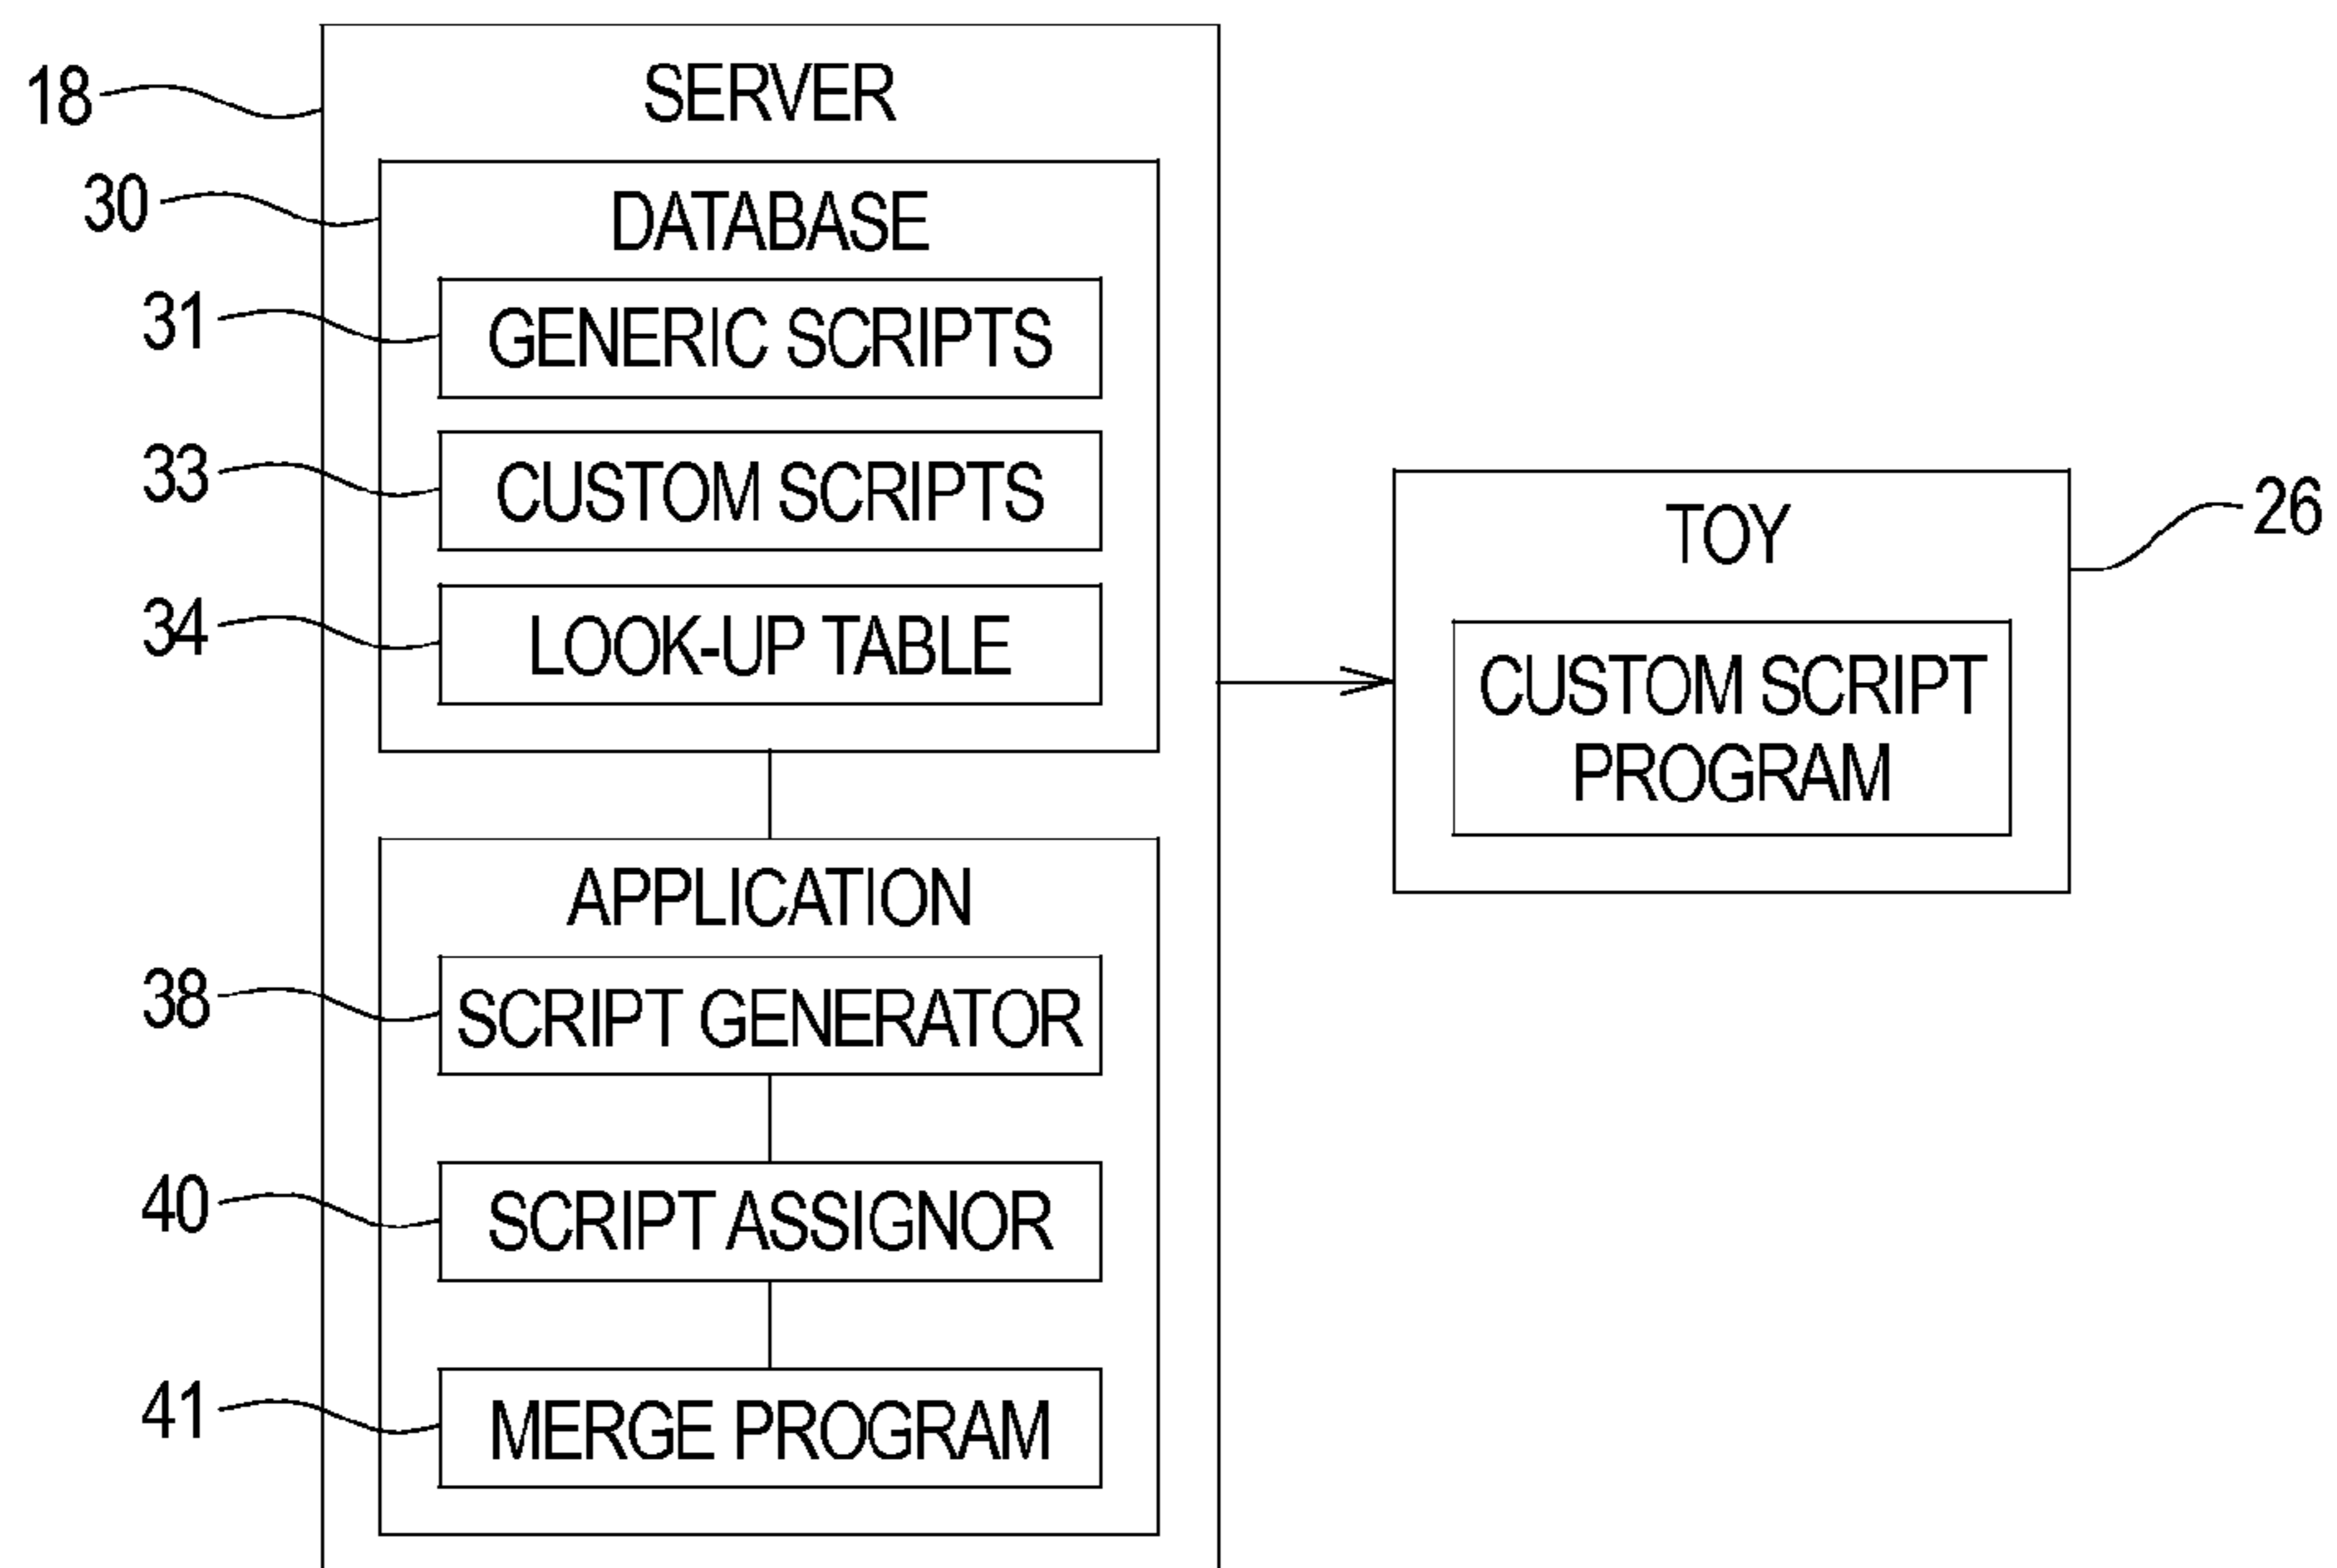 18
SERVER
30
DATABASE
31
GENERIC SCRIPTS
33
CUSTOM SCRIPTS
34
LOOK-UP TABLE
APPLICATION
38
SCRIPT GENERATOR
40
SCRIPT ASSIGNOR
41
MERGE PROGRAM
TOY
26
CUSTOM SCRIPT
PROGRAM